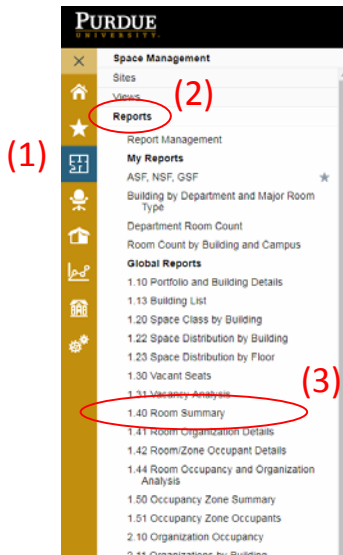 PURDUE
UNIVERSITY.
Space Management
Sites
Views
(2)
Reports
Report Management
(1)
My Reports
ASF, NSF, GSF
Building by Department and Major Room
Type
Department Room Count
Room Count by Building and Campus
Global Reports
1.10 Portfolio and Building Details
1.13 Building List
1.20 Space Class by Building
1.22 Space Distribution by Building
1.23 Space Distribution by Floor
1.30 Vacant Seats
(3)
1.31 Vacancy Analysis
1.40 Room Summary
1.41 Room Organization Details
1.42 Room/Zone Occupant Details
1.44 Room Occupancy and Organization
Analysis
1.50 Occupancy Zone Summary
1.51 Occupancy Zone Occupants
2.10 Organization Occupancy
2.11 Organizations by Building